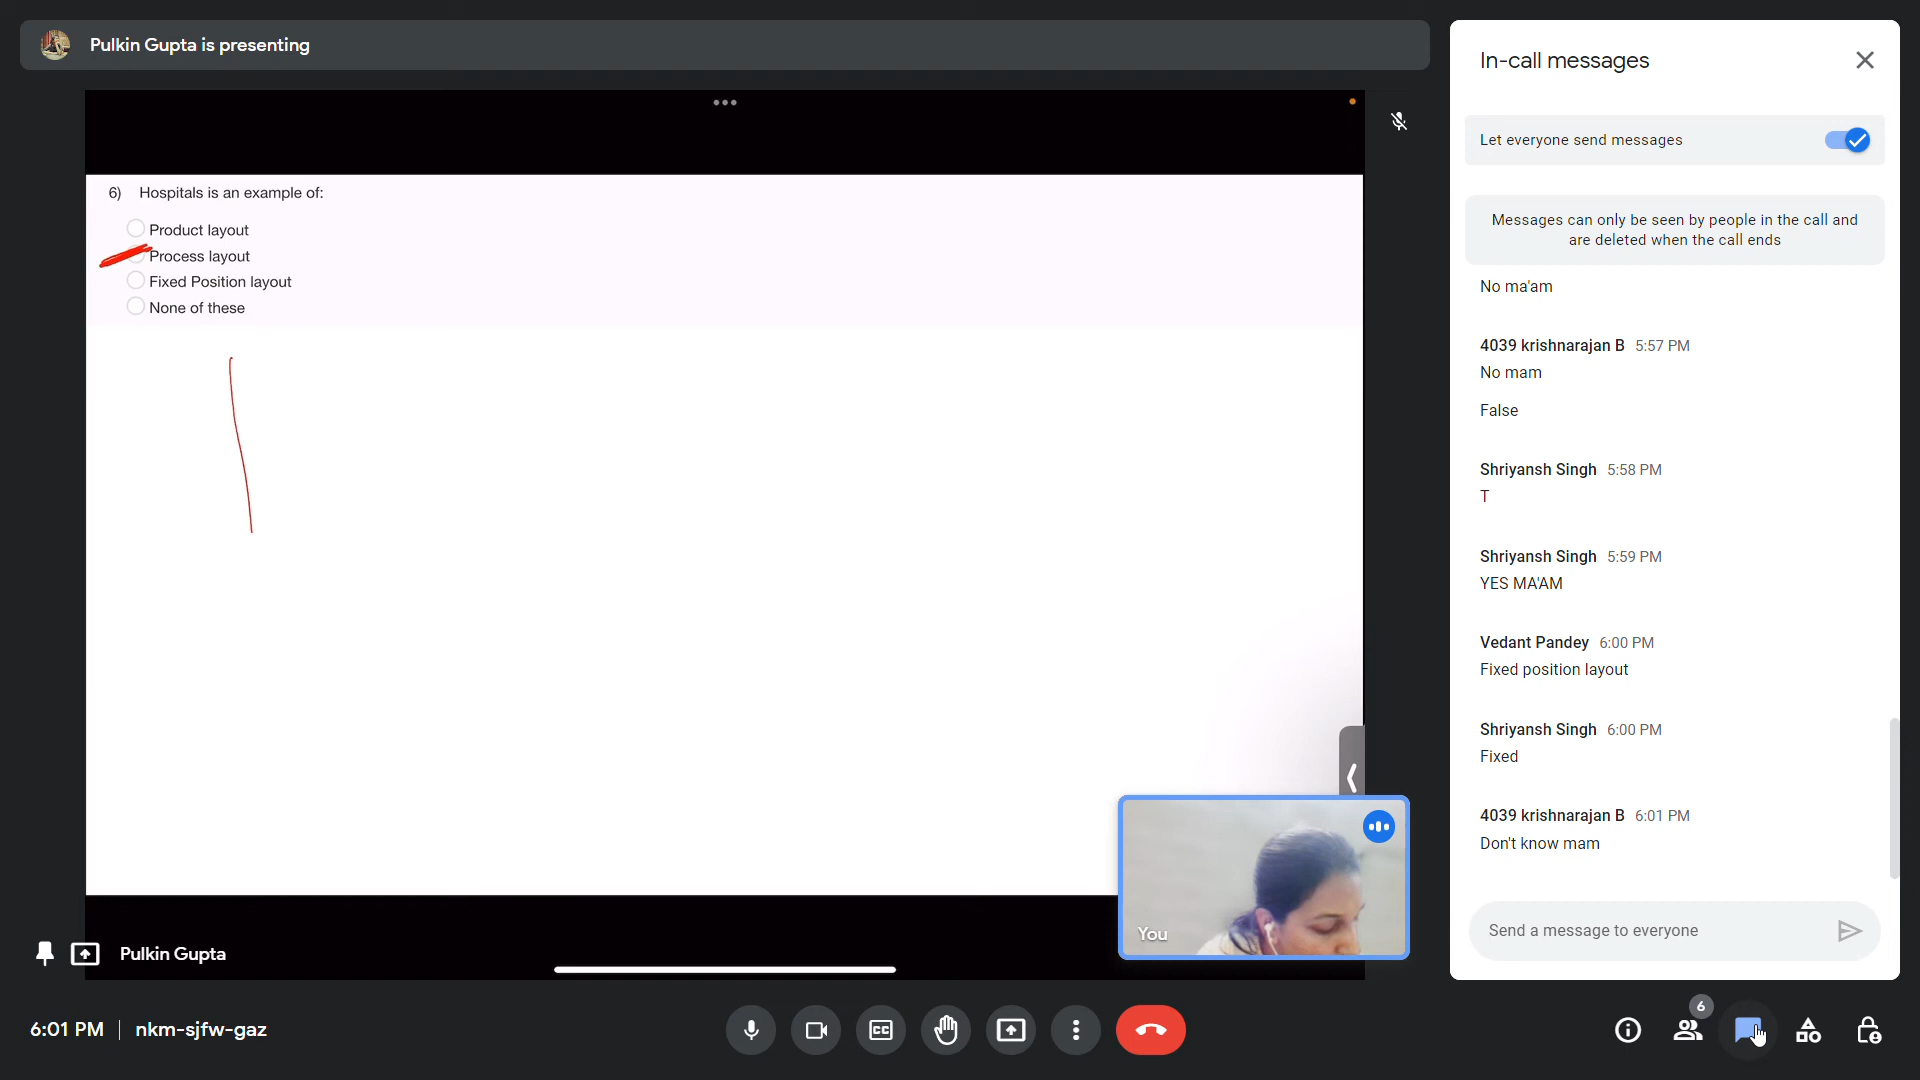 Pulkin Gupta is presenting
6) Hospitals is an example of:
Product layout
Process layout
Fixed Position layout
None of these
You
Pulkin Gupta
6:01 PM | nkm-sjfw-gaz
CC
In-call messages
Let everyone send messages
Messages can only be seen by people in the call and
are deleted when the call ends
No ma'am
4039 krishnarajan B 5:57 PM
No mam
False
Shriyansh Singh 5:58 PM
T
Shriyansh Singh 5:59 PM
YES MA'AM
Vedant Pandey 6:00 PM
Fixed position layout
Shriyansh Singh 6:00 PM
Fixed
4039 krishnarajan B 6:01 PM
Don't know mam
Send a message to everyone
6